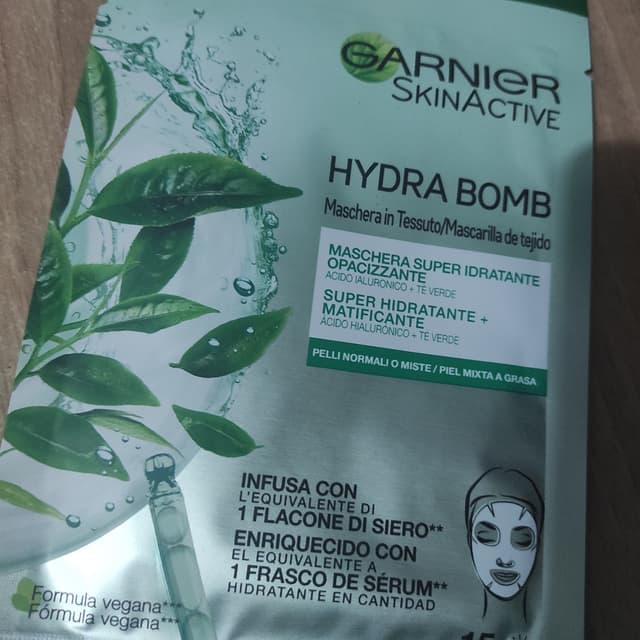 GARNIER
SKINACTIVE
HYDRA BOMB
Maschera in Tessuto/Mascarilla de tejido
MASCHERA SUPER IDRATANTE
OPACIZZANTE
ACIDO IALURONICO + TÈ VERDE
SUPER HIDRATANTE +
MATIFICANTE
ÁCIDO HIALURÓNICO + TÉ VERDE
PELLI NORMALI O MISTE / PIEL MIXTA A GRASA
INFUSA CON
L'EQUIVALENTE DI
1 FLACONE DI SIERO**
ENRIQUECIDO CON
EL EQUIVALENTE A
1 FRASCO DE SÉRUM**
HIDRATANTE EN CANTIDAD
Formula vegana***
Fórmula vegana***